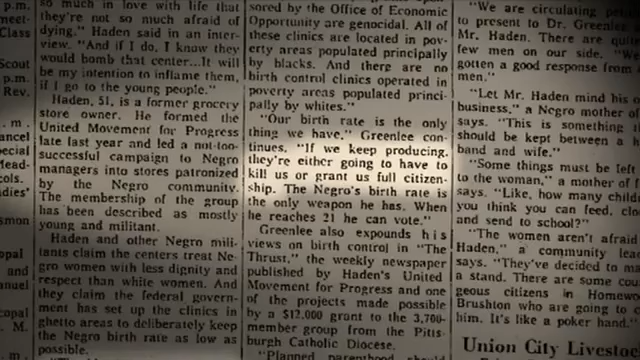 p.m.
meet-
Class
Scout
p.m.
Rev.
. m .
ancel
pecial
Mead-
cols.
adies'
smon
opal
and
anuel
copal
. M.
so much in love with life that
they're not so much afraid of
dying." Haden said in an inter-
view. "And if I do, I know they
would bomb that center...It will
be my intention to inflame them,
if I go to the young people."
Haden, 51, is a former grocery
store owner. He formed the
United Movement for Progress
late last year and led a not-too-
successful campaign to Negro
managers into stores patronized
by the Negro community.
The membership of the group
has been described as mostly
young and militant.
Haden and other Negro mili-
tants claim the centers treat Ne-
gro women with less dignity and
respect than white women. And
they claim the federal govern-
ment has set up the clinics in
ghetto areas to deliberately keep
the Negro birth rate as low as
possible.
sored by the Office of Economic
Opportunity are genocidal. All of
these clinics are located in pov-
erty areas populated principally
by blacks. And there are no
birth control clinics operated in
poverty areas populated princi-
pally by whites."
"Our birth rate is the only
thing we have," Greenlee con-
tinues. "If we keep producing,
they're either going to have to
kill us or grant us full citizen-
ship. The Negro's birth rate is
the only weapon he has. When
he reaches 21 he can vote."
Greenlee also expounds his
views on birth control in "The
Thrust," the weekly newspaper
published by Haden's United
Movement for Progress and one
of the projects made possible
by a $12,000 grant to the 3,700-
member group from the Pitts-
burgh Catholic Diocese.
"Planned parenthood should
"We are circulating
to present to Dr. Greenlee
Mr. Haden. There are quite
few men on our side. "We
gotten a good response from
men."
"Let Mr. Haden mind his
business," a Negro mother of
says. "This is something
should be kept between a h
band and wife."
"Some things must be left
to the woman," a mother of
says. "Like, how many child
you think you can feed, clo
and send to school?"
"The women aren't afraid
Haden," a community lea
says. "They've decided to m
a stand. There are some cou
geous citizens in Homew
Brushton who are going to
him. It's like a poker hand."
Union City Livestoc